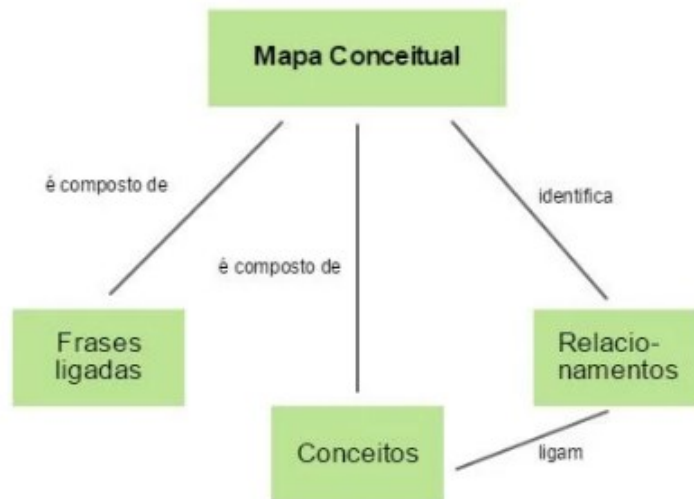 Mapa Conceitual
é composto de
identifica
é composto de
Frases
ligadas
Relacio-
namentos
Conceitos
ligam